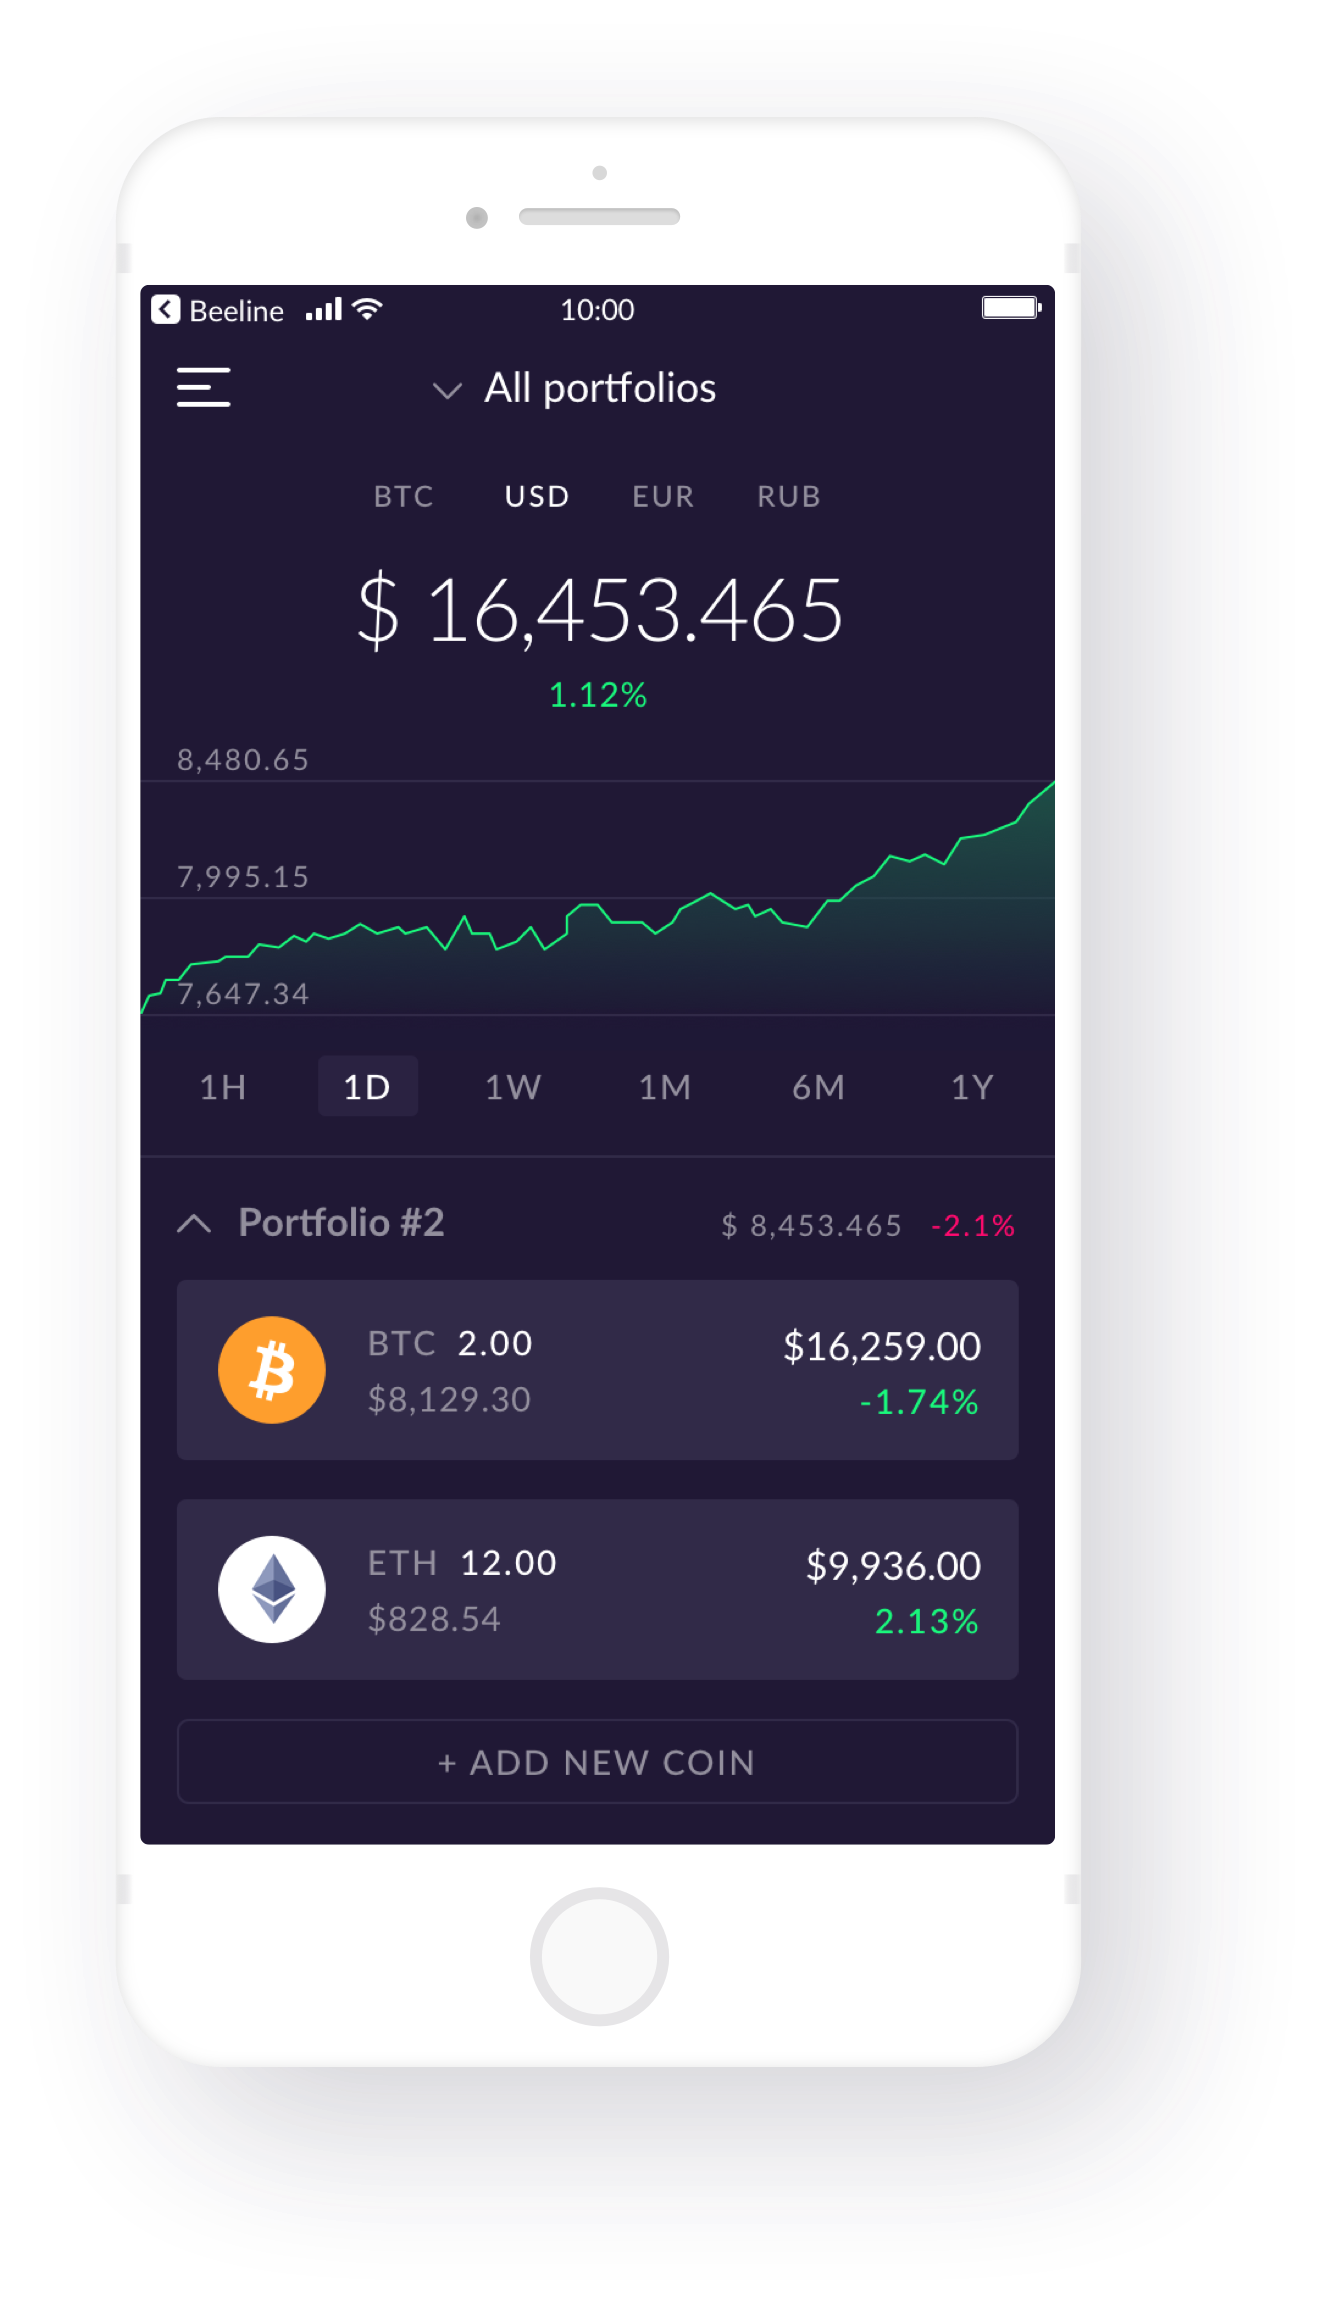 Beeline 10:00
All portfolios
BTC USD EUR RUB
$ 16,453.465
1.12%
8,480.65
7,995.15
7,647.34
1H 1D 1W 1M 6M 1Y
Portfolio #2 $ 8,453.465 -2.1%
BTC 2.00 $16,259.00
$8,129.30 -1.74%
ETH 12.00 $9,936.00
$828.54 2.13%
+ ADD NEW COIN